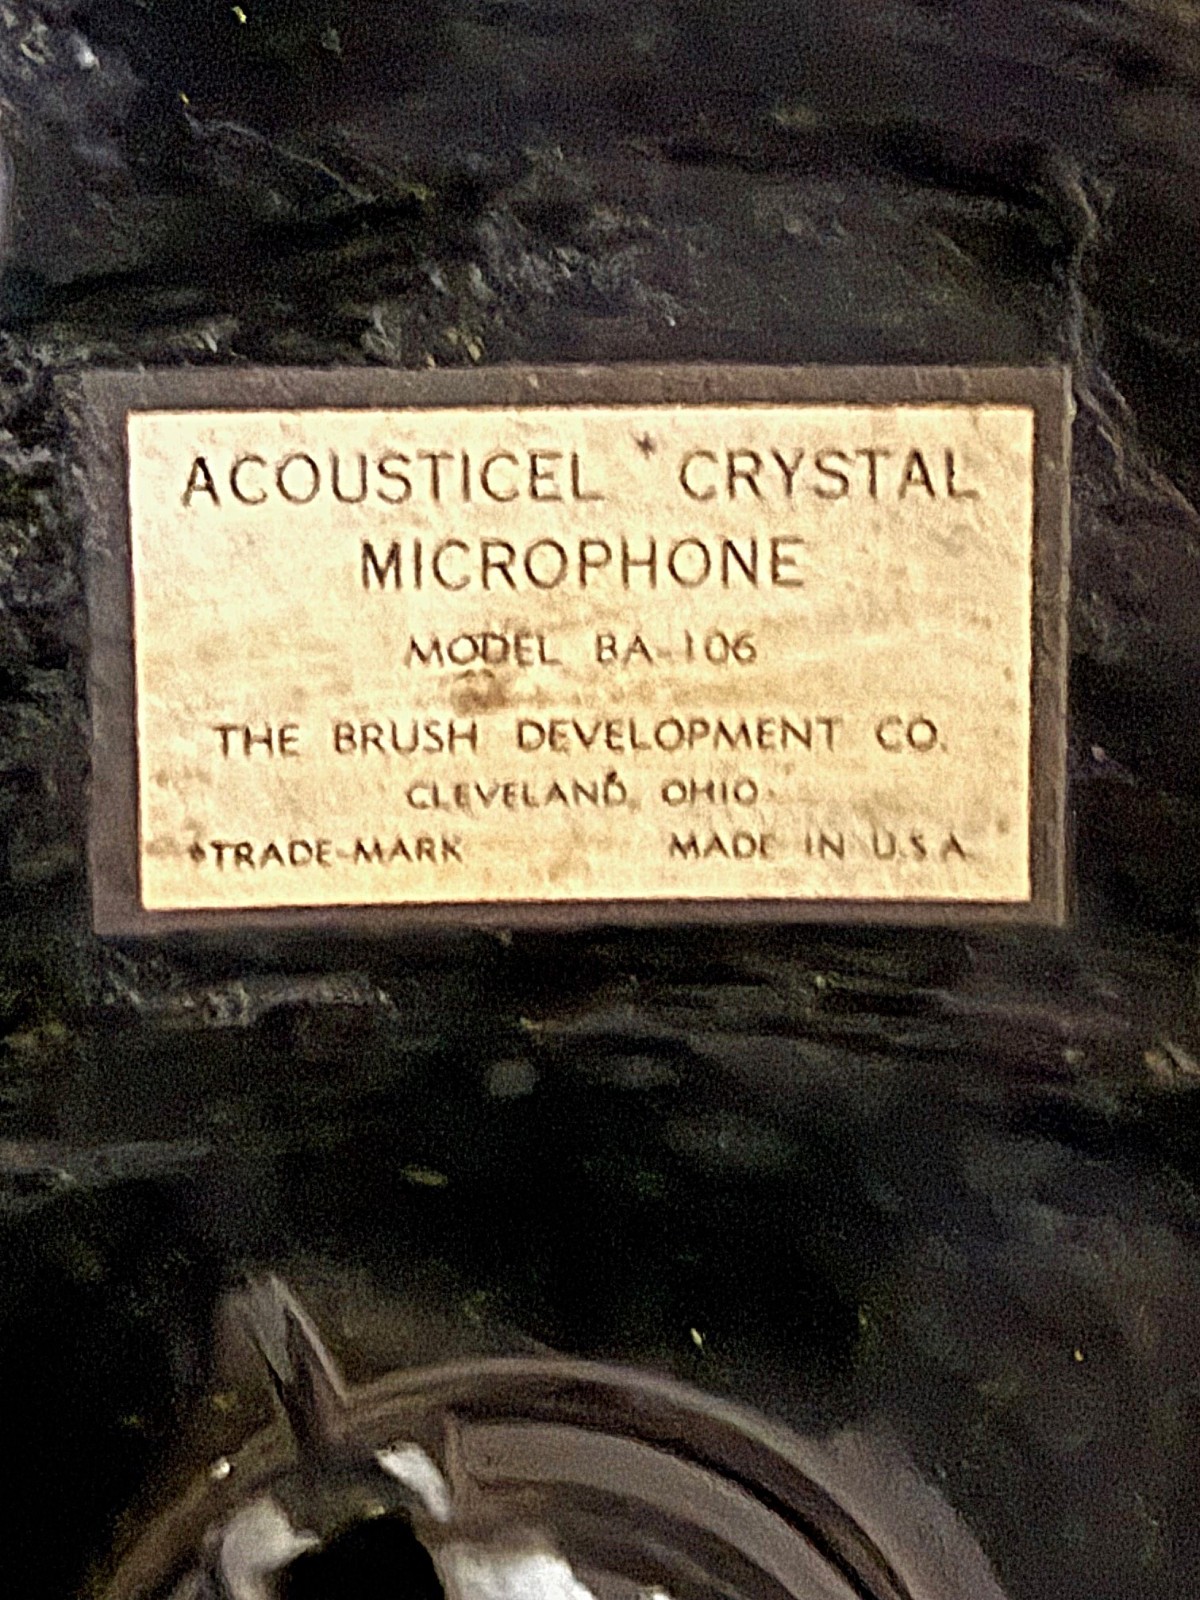 ACOUSTICEL * CRYSTAL
MICROPHONE
MODEL BA-106
THE BRUSH DEVELOPMENT CO.
CLEVELAND, OHIO.
*TRADE-MARK MADE IN U.S.A.